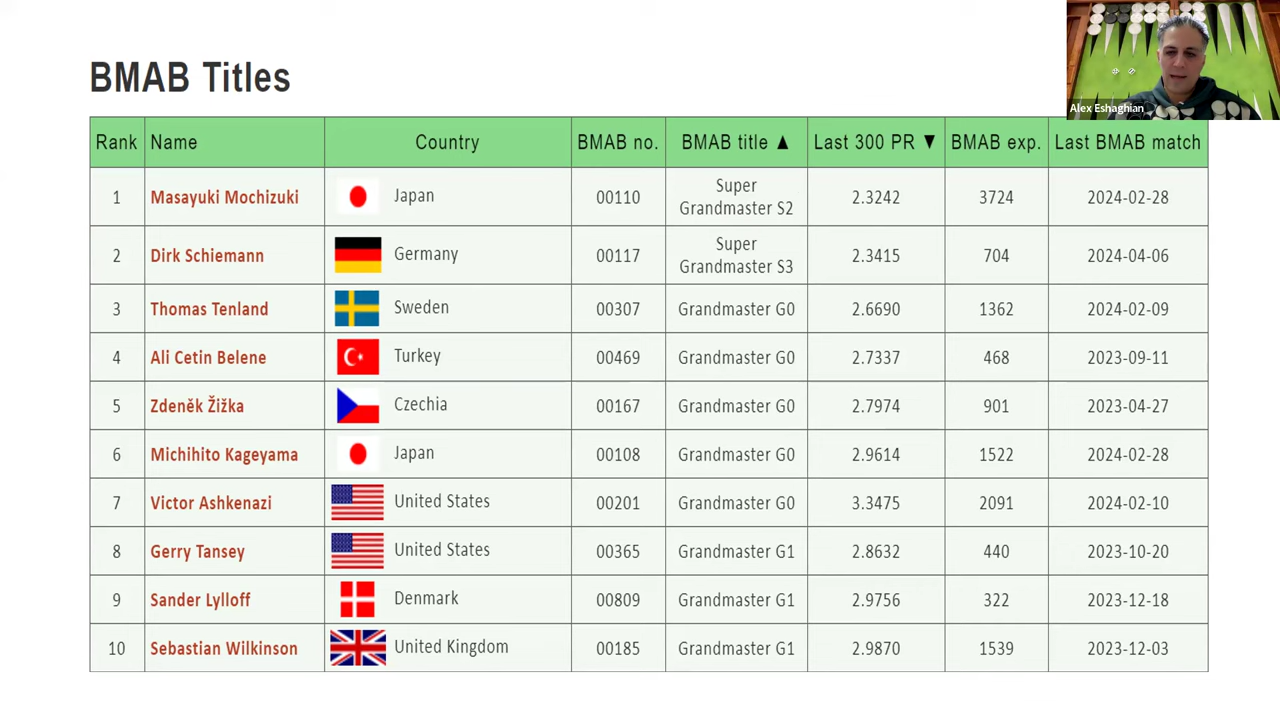 Alex Eshaghian
BMAB Titles
Rank Name Country BMAB no. BMAB title ▲ Last 300 PR ▼ BMAB exp. Last BMAB match
1 Masayuki Mochizuki Japan 00110 Super Grandmaster S2 2.3242 3724 2024-02-28
2 Dirk Schiemann Germany 00117 Super Grandmaster S3 2.3415 704 2024-04-06
3 Thomas Tenland Sweden 00307 Grandmaster G0 2.6690 1362 2024-02-09
4 Ali Cetin Belene Turkey 00469 Grandmaster G0 2.7337 468 2023-09-11
5 Zdeněk Žižka Czechia 00167 Grandmaster G0 2.7974 901 2023-04-27
6 Michihito Kageyama Japan 00108 Grandmaster G0 2.9614 1522 2024-02-28
7 Victor Ashkenazi United States 00201 Grandmaster G0 3.3475 2091 2024-02-10
8 Gerry Tansey United States 00365 Grandmaster G1 2.8632 440 2023-10-20
9 Sander Lylloff Denmark 00809 Grandmaster G1 2.9756 322 2023-12-18
10 Sebastian Wilkinson United Kingdom 00185 Grandmaster G1 2.9870 1539 2023-12-03